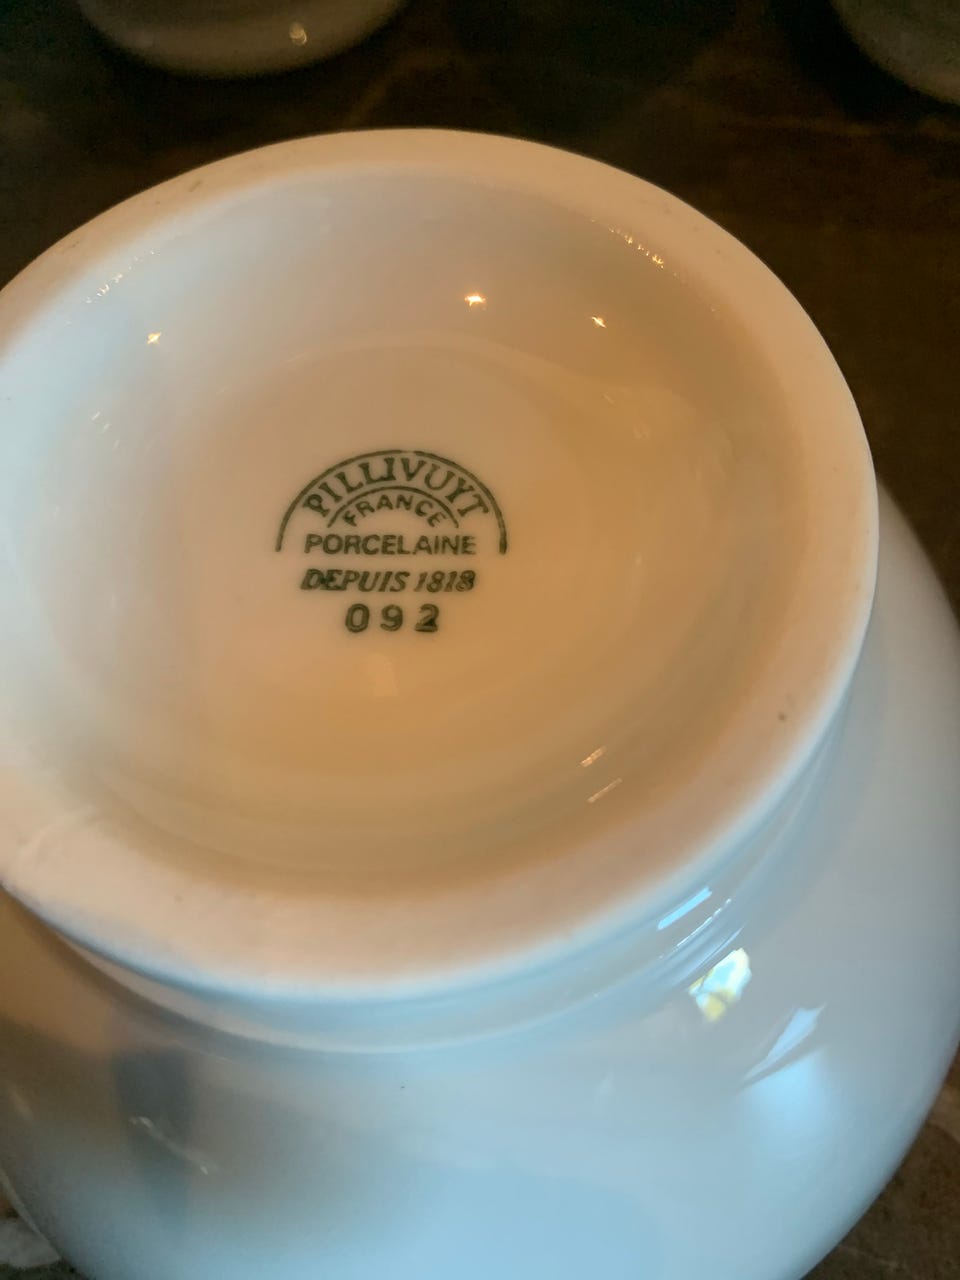 PILLIVUYT
FRANCE
PORCELAINE
DEPUIS 1818
092